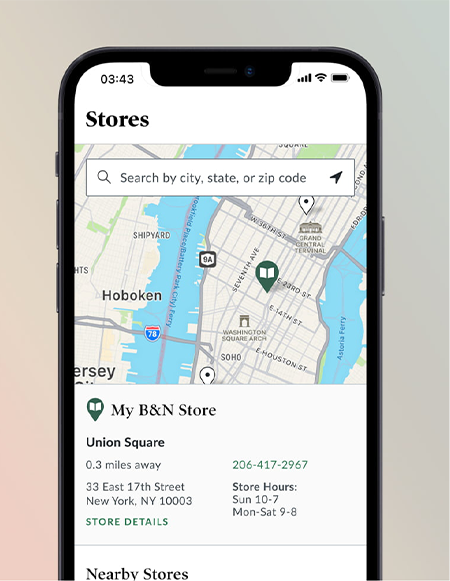 03:43
Stores
SQUARE
Search by city, state, or zip code
W 36TH ST
GRAND
CENTRAL
TERMINAL
SHIPYARD
9A
SEVENTH AVE
HTS
Hoboken
E 23RD ST
E 14TH ST
78
WASHINGTON
SQUARE ARCH
SOHO
E HOUSTON ST
Astoria Ferry
ersey
My B&N Store
Union Square
0.3 miles away
206-417-2967
33 East 17th Street
New York, NY 10003
Store Hours:
Sun 10-7
Mon-Sat 9-8
STORE DETAILS
Nearby Stores